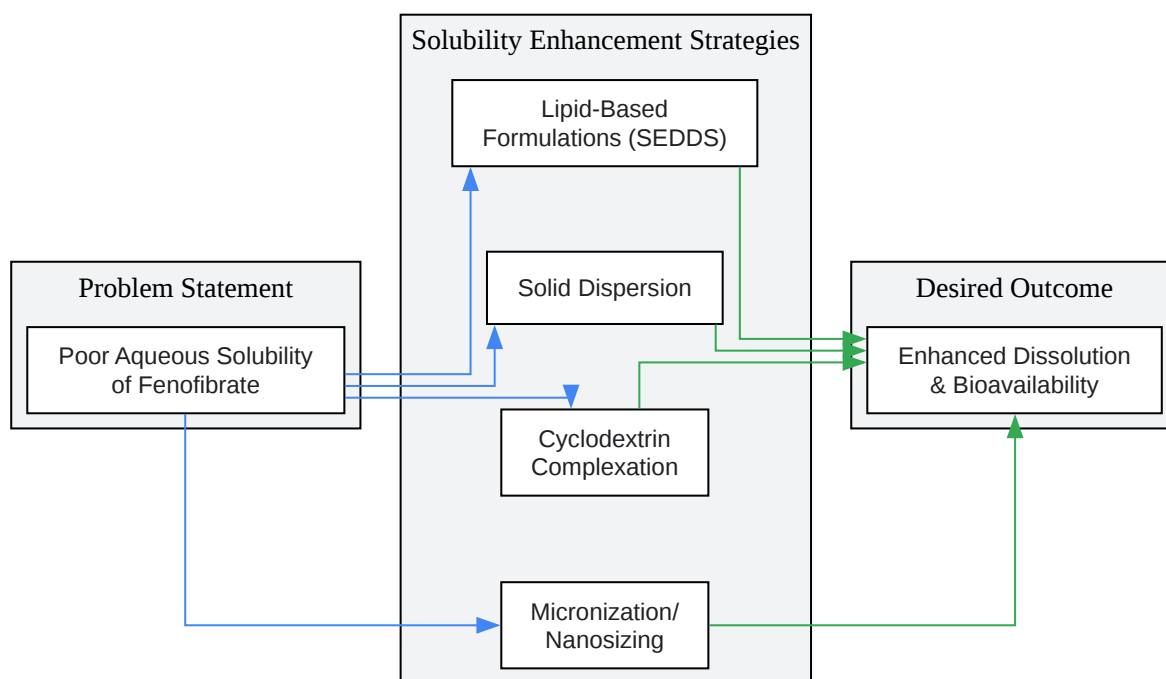 Solubility Enhancement Strategies
Lipid-Based
Formulations (SEDDS)
Problem Statement
Poor Aqueous Solubility
of Fenofibrate
Solid Dispersion
Cyclodextrin
Complexation
Micronization/
Nanosizing
Desired Outcome
Enhanced Dissolution
& Bioavailability